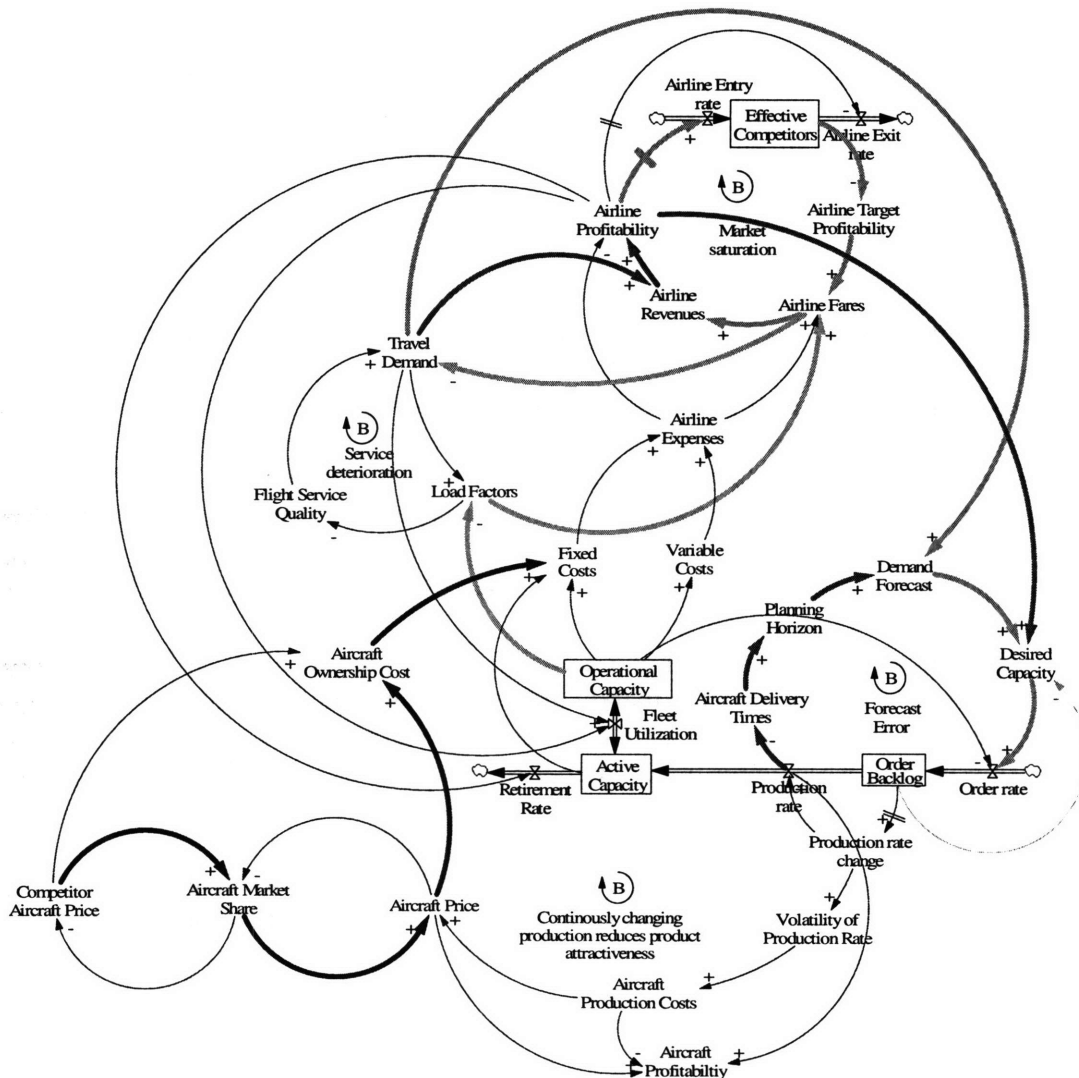 Airline Entry
rate
Effective
Competitors
Airline Exit
rate
B
Market
saturation
Airline
Profitability
Airline Target
Profitability
Airline
Revenues
Airline Fares
Travel
Demand
B
Service
deterioration
Airline
Expenses
Flight Service
Quality
Load Factors
Fixed
Costs
Variable
Costs
Demand
Forecast
Planning
Horizon
Aircraft
Ownership Cost
Operational
Capacity
Desired
Capacity
B
Forecast
Error
Aircraft Delivery
Times
Fleet
Utilization
Retirement
Rate
Active
Capacity
Production
rate
Order
Backlog
Order rate
Production rate
change
Competitor
Aircraft Price
Aircraft Market
Share
Aircraft Price
B
Continously changing
production reduces product
attractiveness
Volatility of
Production Rate
Aircraft
Production Costs
Aircraft
Profitabiltiy